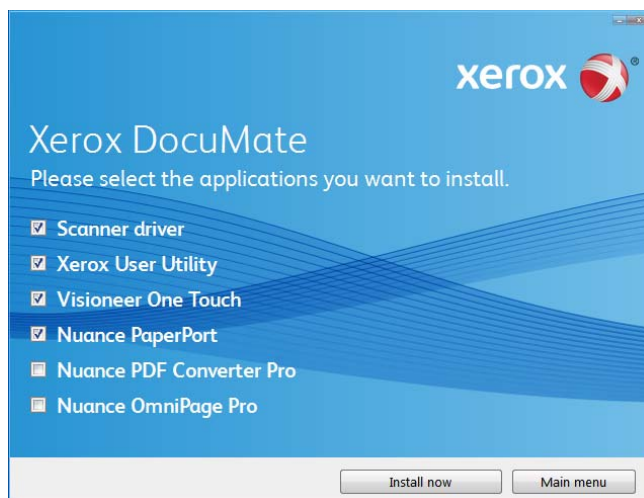 xerox ®
Xerox DocuMate
Please select the applications you want to install.
Scanner driver
Xerox User Utility
Visioneer One Touch
Nuance PaperPort
Nuance PDF Converter Pro
Nuance OmniPage Pro
Install now
Main menu